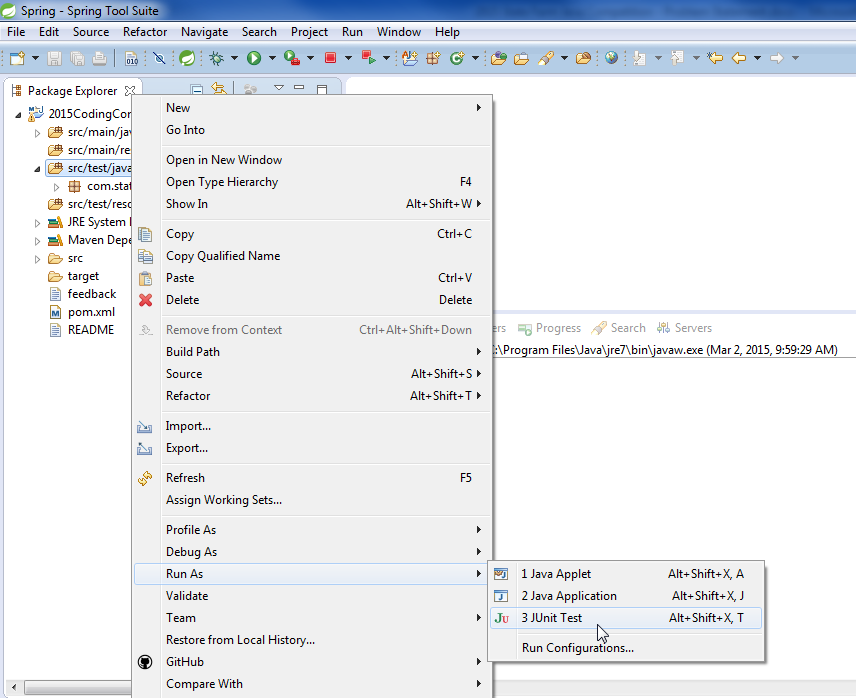 Spring - Spring Tool Suite
File Edit Source Refactor Navigate Search Project Run Window Help
Package Explorer
2015CodingCor
src/main/jav
src/main/re
src/test/java
com.stat
src/test/reso
JRE System
Maven Depe
src
target
feedback
pom.xml
README
New
Go Into
Open in New Window
Open Type Hierarchy F4
Show In Alt+Shift+W
Copy Ctrl+C
Copy Qualified Name
Paste Ctrl+V
Delete Delete
Remove from Context Ctrl+Alt+Shift+Down
Build Path
Source Alt+Shift+S
Refactor Alt+Shift+T
Import...
Export...
Refresh F5
Assign Working Sets...
Profile As
Debug As
Run As
Validate
Team
Restore from Local History...
GitHub
Compare With
ers Progress Search Servers
:\Program Files\Java\jre7\bin\javaw.exe (Mar 2, 2015, 9:59:29 AM)
1 Java Applet Alt+Shift+X, A
2 Java Application Alt+Shift+X, J
3 JUnit Test Alt+Shift+X, T
Run Configurations...